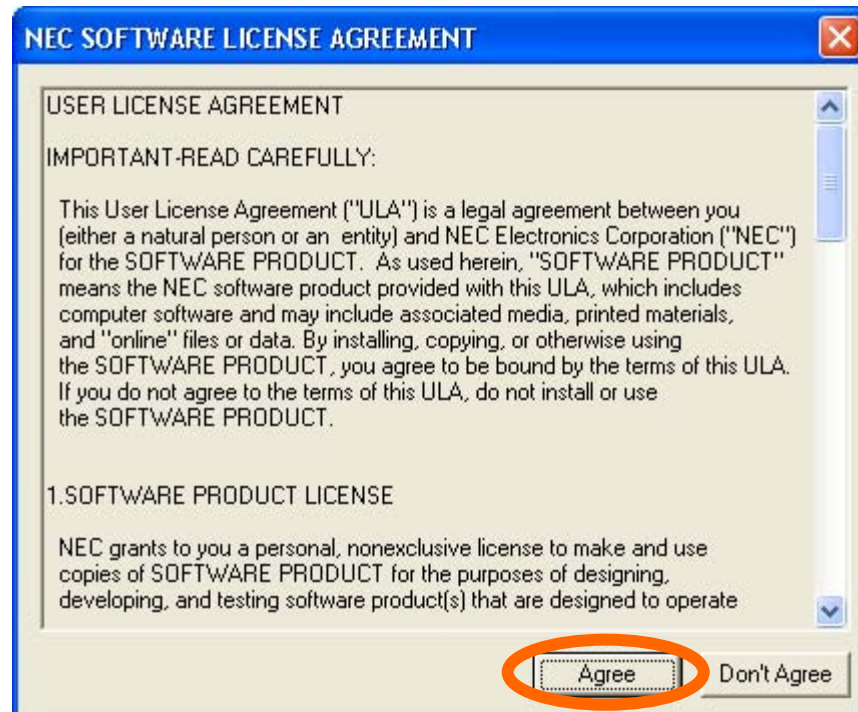 NEC SOFTWARE LICENSE AGREEMENT
USER LICENSE AGREEMENT
IMPORTANT-READ CAREFULLY:
This User License Agreement ("ULA") is a legal agreement between you
(either a natural person or an  entity) and NEC Electronics Corporation ("NEC")
for the SOFTWARE PRODUCT.  As used herein, "SOFTWARE PRODUCT"
means the NEC software product provided with this ULA, which includes
computer software and may include associated media, printed materials,
and "online" files or data. By installing, copying, or otherwise using
the SOFTWARE PRODUCT, you agree to be bound by the terms of this ULA.
If you do not agree to the terms of this ULA, do not install or use
the SOFTWARE PRODUCT.
1.SOFTWARE PRODUCT LICENSE
NEC grants to you a personal, nonexclusive license to make and use
copies of SOFTWARE PRODUCT for the purposes of designing,
developing, and testing software product(s) that are designed to operate
Agree
Don't Agree